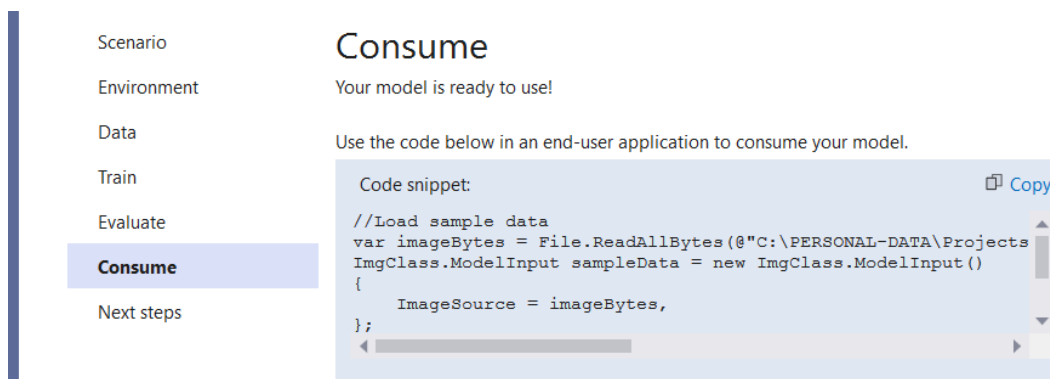 Scenario
Environment
Data
Train
Evaluate
Consume
Next steps
Consume
Your model is ready to use!
Use the code below in an end-user application to consume your model.
Code snippet:
Copy
//Load sample data
var imageBytes = File.ReadAllBytes(@"C:\PERSONAL-DATA\Projects
ImgClass.ModelInput sampleData = new ImgClass.ModelInput()
{
    ImageSource = imageBytes,
};